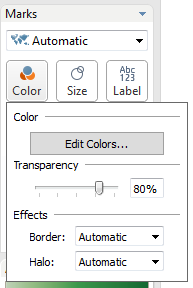 Marks
Automatic
Abc
123
Color Size Label
Color
Edit Colors...
Transparency
80%
Effects
Border: Automatic
Halo: Automatic